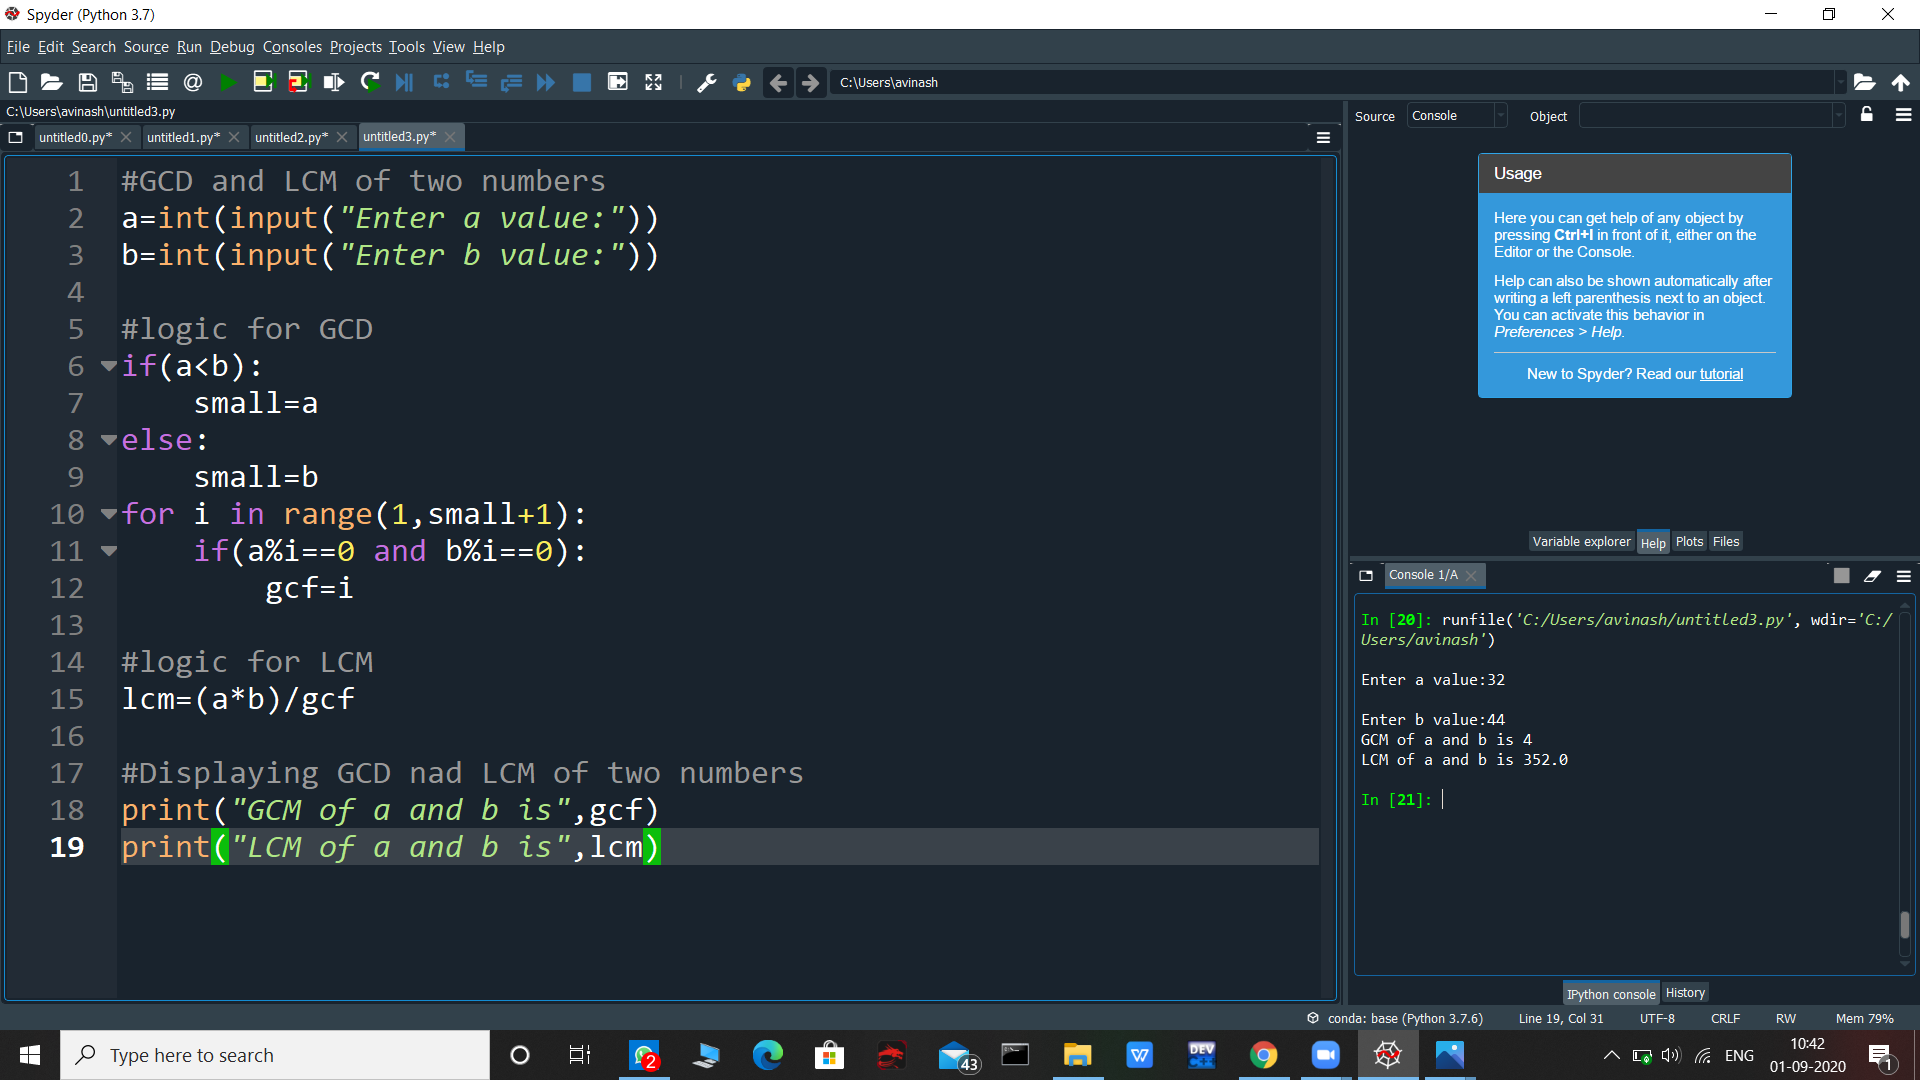 Spyder (Python 3.7)
File Edit Search Source Run Debug Consoles Projects Tools View Help
C:\Users\avinash
C:\Users\avinash\untitled3.py
untitled0.py* untitled1.py* untitled2.py* untitled3.py*
1 #GCD and LCM of two numbers
2 a=int(input("Enter a value:"))
3 b=int(input("Enter b value:"))
4
5 #logic for GCD
6 if(a<b):
7     small=a
8 else:
9     small=b
10 for i in range(1,small+1):
11     if(a%i==0 and b%i==0):
12         gcf=i
13
14 #logic for LCM
15 lcm=(a*b)/gcf
16
17 #Displaying GCD nad LCM of two numbers
18 print("GCM of a and b is",gcf)
19 print("LCM of a and b is",lcm)
Source Console Object
Usage
Here you can get help of any object by
pressing Ctrl+I in front of it, either on the
Editor or the Console.
Help can also be shown automatically after
writing a left parenthesis next to an object.
You can activate this behavior in
Preferences > Help.
New to Spyder? Read our tutorial
Variable explorer Help Plots Files
Console 1/A
In [20]: runfile('C:/Users/avinash/untitled3.py', wdir='C:/
Users/avinash')
Enter a value:32
Enter b value:44
GCM of a and b is 4
LCM of a and b is 352.0
In [21]:
IPython console History
conda: base (Python 3.7.6) Line 19, Col 31 UTF-8 CRLF RW Mem 79%
Type here to search
2
43
W
DEV
C++
ENG
10:42
01-09-2020
1